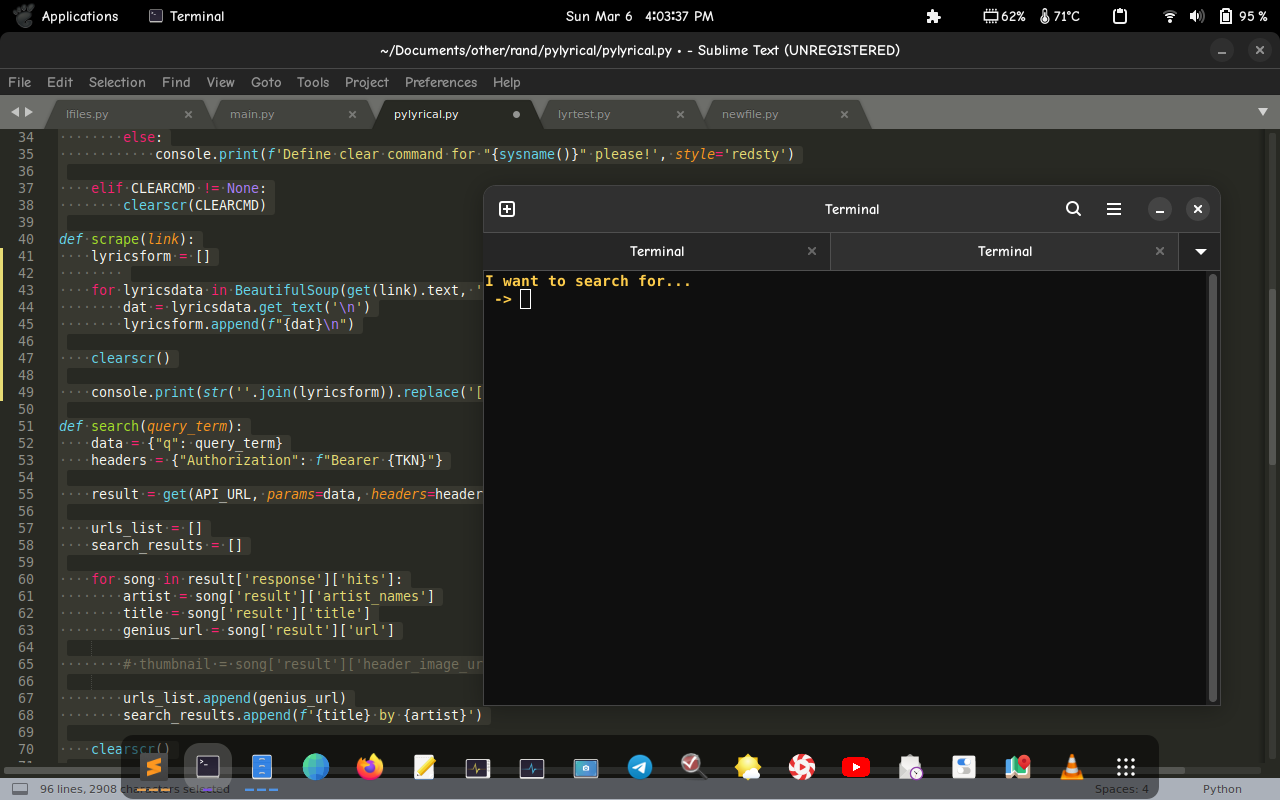 Applications Terminal Sun Mar 6 4:03:37 PM 62% 71°C 95 %
~/Documents/other/rand/pylyrical/pylyrical.py • - Sublime Text (UNREGISTERED)
File Edit Selection Find View Goto Tools Project Preferences Help
lfiles.py main.py pylyrical.py lyrtest.py newfile.py
34 else:
35 console.print(f'Define clear command for "{sysname()}" please!', style='redsty')
36
37 elif CLEARCMD != None:
38 clearscr(CLEARCMD)
39
40 def scrape(link):
41 lyricsform = []
42
43 for lyricsdata in BeautifulSoup(get(link).text, '
44 dat = lyricsdata.get_text('\n')
45 lyricsform.append(f"{dat}\n")
46
47 clearscr()
48
49 console.print(str(''.join(lyricsform)).replace('[
50
51 def search(query_term):
52 data = {"q": query_term}
53 headers = {"Authorization": f"Bearer {TKN}"}
54
55 result = get(API_URL, params=data, headers=header
56
57 urls_list = []
58 search_results = []
59
60 for song in result['response']['hits']:
61 artist = song['result']['artist_names']
62 title = song['result']['title']
63 genius_url = song['result']['url']
64
65 # thumbnail = song['result']['header_image_ur
66
67 urls_list.append(genius_url)
68 search_results.append(f'{title} by {artist}')
69
70 clearscr()
Terminal
Terminal Terminal
I want to search for...
->
96 lines, 2908 characters selected Spaces: 4 Python